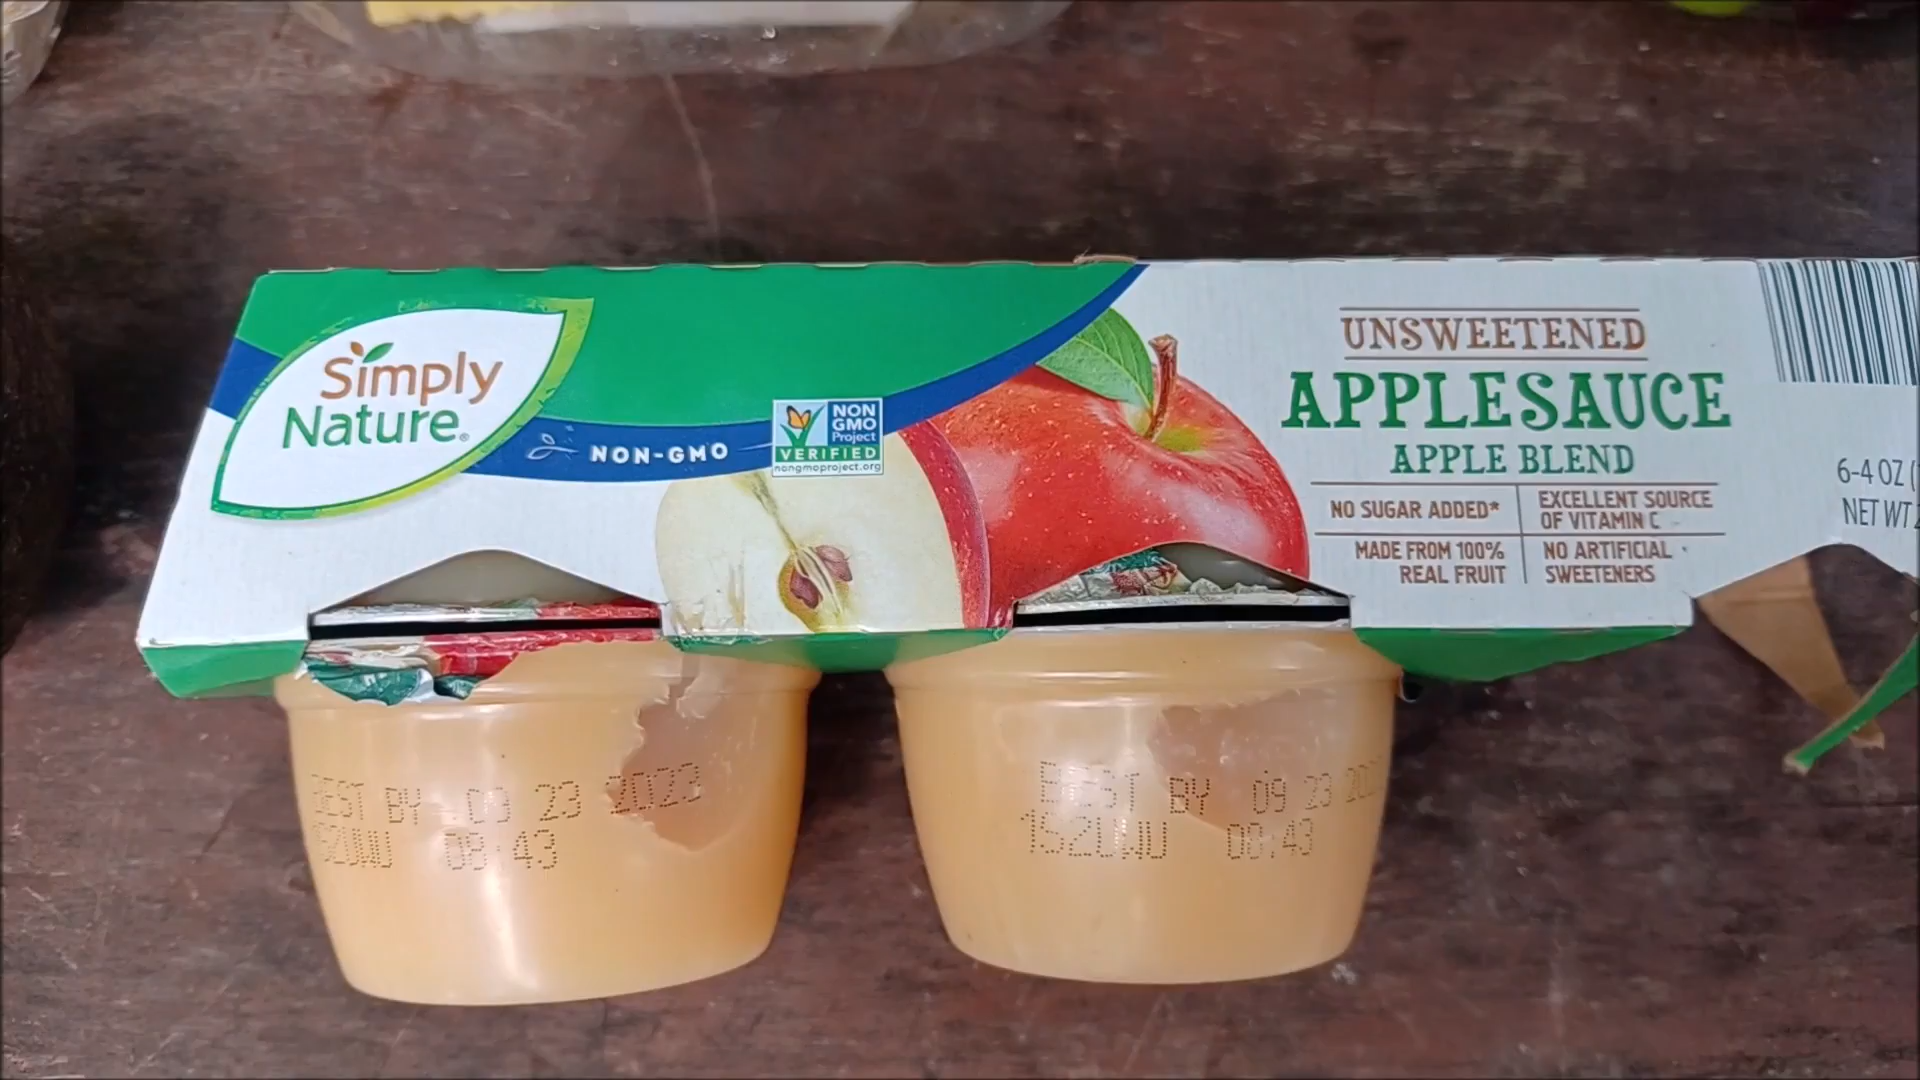 Simply
Nature®
NON-GMO
NON
GMO
Project
VERIFIED
nongmoproject.org
UNSWEETENED
APPLESAUCE
APPLE BLEND
NO SUGAR ADDED*
EXCELLENT SOURCE
OF VITAMIN C
MADE FROM 100%
REAL FRUIT
NO ARTIFICIAL
SWEETENERS
6-4 OZ (
NET WT
BEST BY 09 23 2023
08:43
BEST BY 09 23
08:43